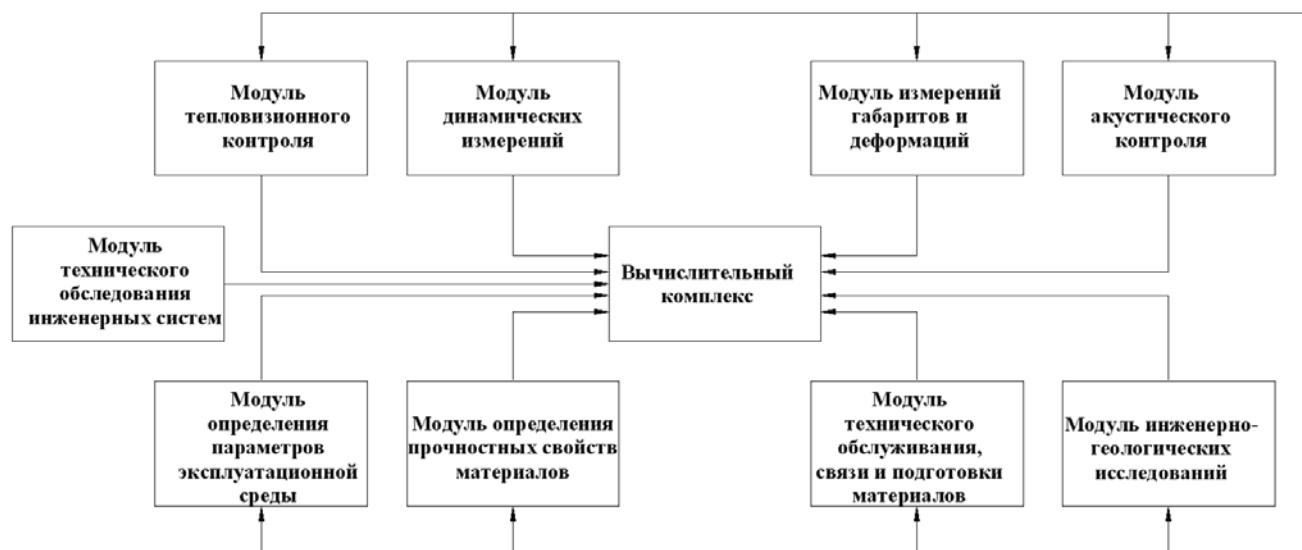 Модуль
тепловизионного
контроля
Модуль
динамических
измерений
Модуль измерений
габаритов и
деформаций
Модуль
акустического
контроля
Модуль
технического
обследования
инженерных систем
Вычислительный
комплекс
Модуль
определения
параметров
эксплуатационной
среды
Модуль определения
прочностных свойств
материалов
Модуль
технического
обслуживания,
связи и подготовки
материалов
Модуль инженерно-
геологических
исследований